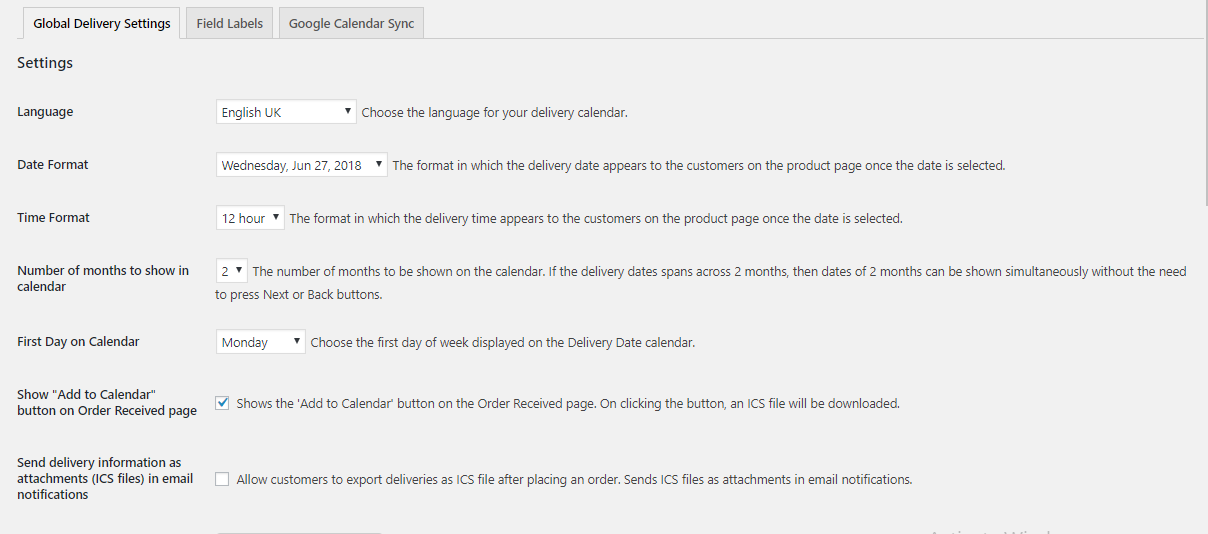 Global Delivery Settings
Field Labels
Google Calendar Sync
Settings
Language
English UK
Choose the language for your delivery calendar.
Date Format
Wednesday, Jun 27, 2018
The format in which the delivery date appears to the customers on the product page once the date is selected.
Time Format
12 hour
The format in which the delivery time appears to the customers on the product page once the date is selected.
Number of months to show in
calendar
2
The number of months to be shown on the calendar. If the delivery dates spans across 2 months, then dates of 2 months can be shown simultaneously without the need
to press Next or Back buttons.
First Day on Calendar
Monday
Choose the first day of week displayed on the Delivery Date calendar.
Show "Add to Calendar"
button on Order Received page
Shows the 'Add to Calendar' button on the Order Received page. On clicking the button, an ICS file will be downloaded.
Send delivery information as
attachments (ICS files) in email
notifications
Allow customers to export deliveries as ICS file after placing an order. Sends ICS files as attachments in email notifications.